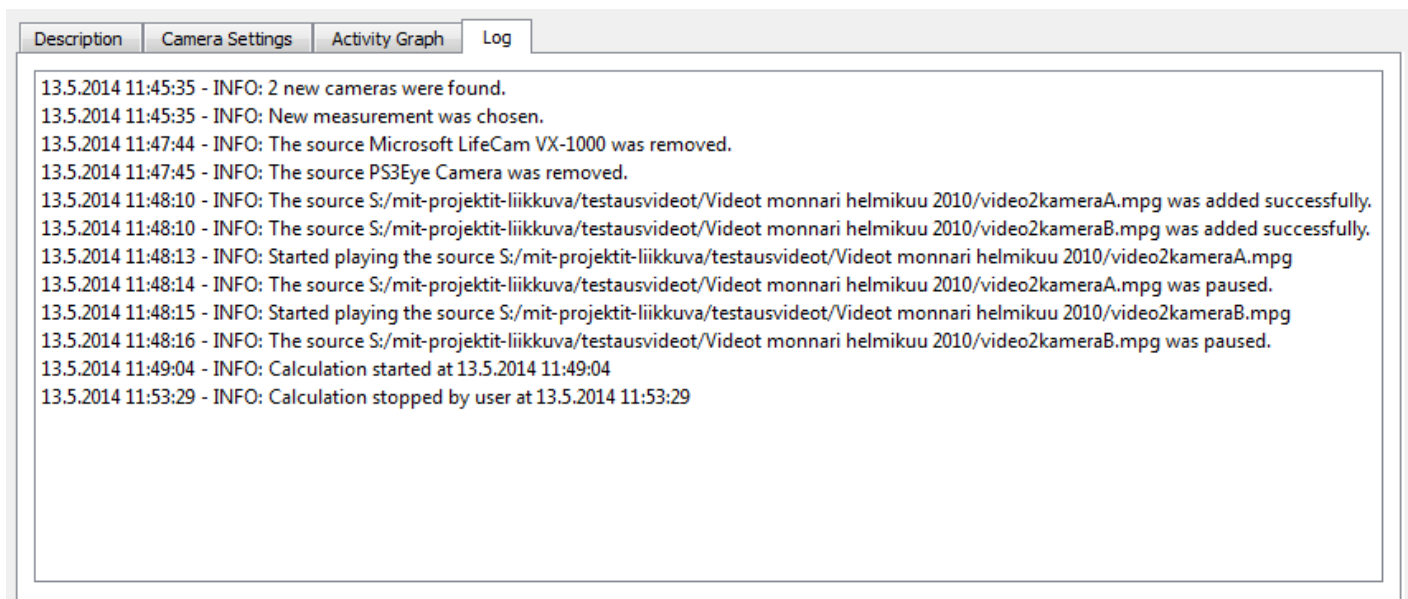 Description Camera Settings Activity Graph Log
13.5.2014 11:45:35 - INFO: 2 new cameras were found.
13.5.2014 11:45:35 - INFO: New measurement was chosen.
13.5.2014 11:47:44 - INFO: The source Microsoft LifeCam VX-1000 was removed.
13.5.2014 11:47:45 - INFO: The source PS3Eye Camera was removed.
13.5.2014 11:48:10 - INFO: The source S:/mit-projektit-liikkuva/testausvideot/Videot monnari helmikuu 2010/video2kameraA.mpg was added successfully.
13.5.2014 11:48:10 - INFO: The source S:/mit-projektit-liikkuva/testausvideot/Videot monnari helmikuu 2010/video2kameraB.mpg was added successfully.
13.5.2014 11:48:13 - INFO: Started playing the source S:/mit-projektit-liikkuva/testausvideot/Videot monnari helmikuu 2010/video2kameraA.mpg
13.5.2014 11:48:14 - INFO: The source S:/mit-projektit-liikkuva/testausvideot/Videot monnari helmikuu 2010/video2kameraA.mpg was paused.
13.5.2014 11:48:15 - INFO: Started playing the source S:/mit-projektit-liikkuva/testausvideot/Videot monnari helmikuu 2010/video2kameraB.mpg
13.5.2014 11:48:16 - INFO: The source S:/mit-projektit-liikkuva/testausvideot/Videot monnari helmikuu 2010/video2kameraB.mpg was paused.
13.5.2014 11:49:04 - INFO: Calculation started at 13.5.2014 11:49:04
13.5.2014 11:53:29 - INFO: Calculation stopped by user at 13.5.2014 11:53:29